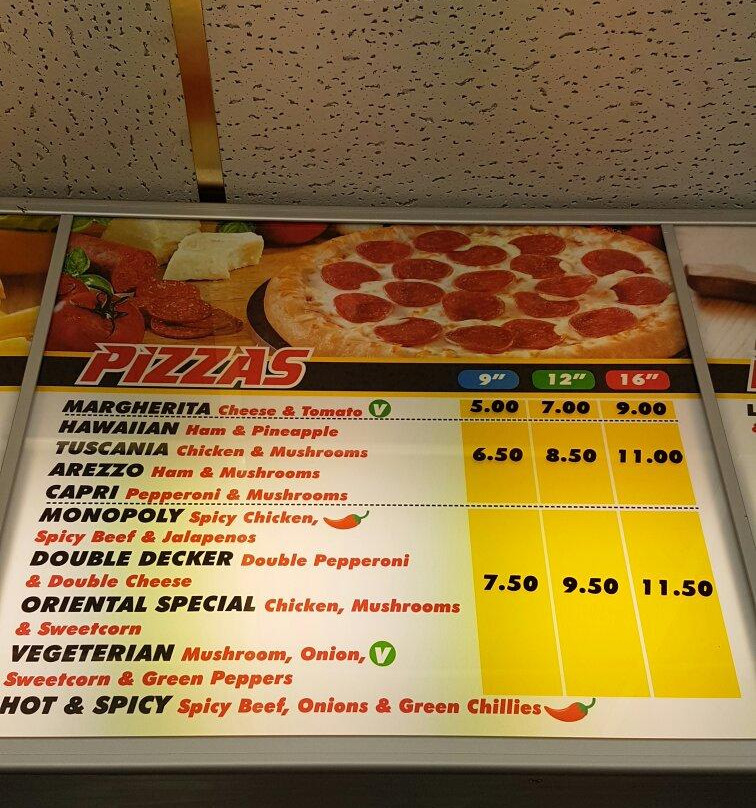 PIZZAS 9" 12" 16"
MARGHERITA Cheese & Tomato V 5.00 7.00 9.00
HAWAIIAN Ham & Pineapple
TUSCANIA Chicken & Mushrooms 6.50 8.50 11.00
AREZZO Ham & Mushrooms
CAPRI Pepperoni & Mushrooms
MONOPOLY Spicy Chicken,
Spicy Beef & Jalapenos
DOUBLE DECKER Double Pepperoni
& Double Cheese 7.50 9.50 11.50
ORIENTAL SPECIAL Chicken, Mushrooms
& Sweetcorn
VEGETERIAN Mushroom, Onion, V
Sweetcorn & Green Peppers
HOT & SPICY Spicy Beef, Onions & Green Chillies